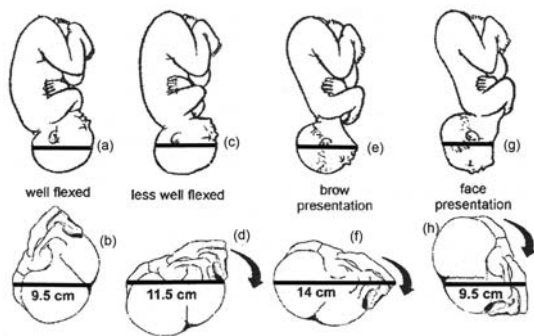 (a)
(c)
(e)
(g)
well flexed
less well flexed
brow
presentation
face
presentation
(b)
(d)
(f)
(h)
9.5 cm
11.5 cm
14 cm
9.5 cm